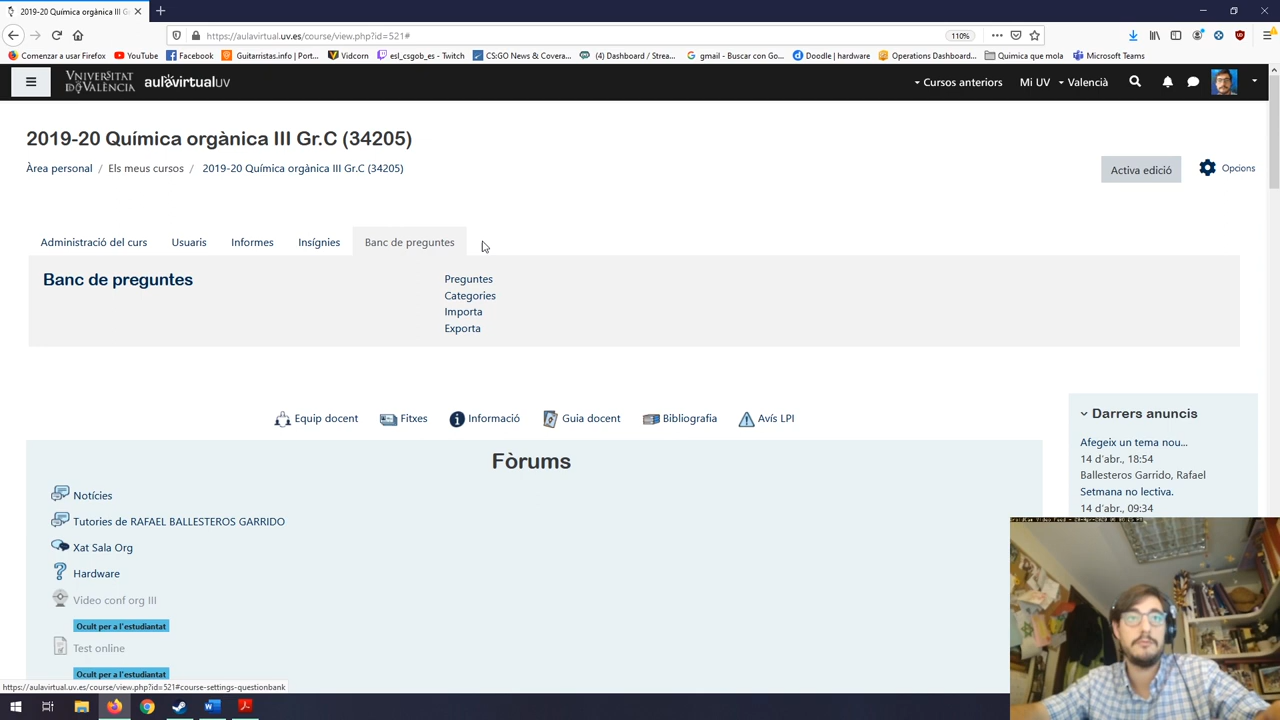 2019-20 Química orgànica III Gr.C
https://aulavirtual.uv.es/course/view.php?id=521#
110%
Comenzar a usar Firefox
YouTube
Facebook
Guitarristas.info | Port...
Vidcorn
esl_csgob_es - Twitch
CS:GO News & Covera...
(4) Dashboard / Strea...
gmail - Buscar con Go...
Doodle | hardware
Operations Dashboard...
Quimica que mola
Microsoft Teams
VNIVERSITAT
D VALÈNCIA
aulavirtualuv
Cursos anteriors
Mi UV
Valencià
2019-20 Química orgànica III Gr.C (34205)
Àrea personal / Els meus cursos / 2019-20 Química orgànica III Gr.C (34205)
Activa edició
Opcions
Administració del curs
Usuaris
Informes
Insígnies
Banc de preguntes
Banc de preguntes
Preguntes
Categories
Importa
Exporta
Equip docent
Fitxes
Informació
Guia docent
Bibliografia
Avís LPI
Fòrums
Notícies
Tutories de RAFAEL BALLESTEROS GARRIDO
Xat Sala Org
Hardware
Vídeo conf org III
Ocult per a l'estudiantat
Test online
Ocult per a l'estudiantat
Darrers anuncis
Afegeix un tema nou...
14 d'abr., 18:54
Ballesteros Garrido, Rafael
Setmana no lectiva.
14 d'abr., 09:34
https://aulavirtual.uv.es/course/view.php?id=521#course-settings-questionbank